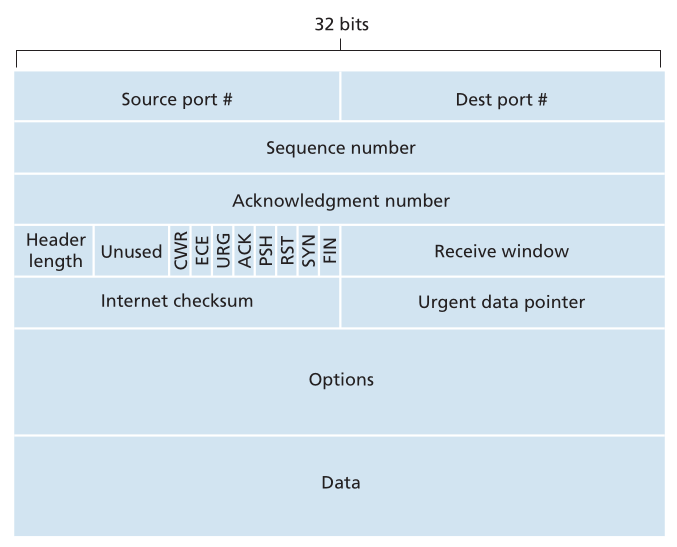 32 bits
Source port #
Dest port #
Sequence number
Acknowledgment number
Header
length
Unused
CWR
ECE
URG
ACK
PSH
RST
SYN
FIN
Receive window
Internet checksum
Urgent data pointer
Options
Data